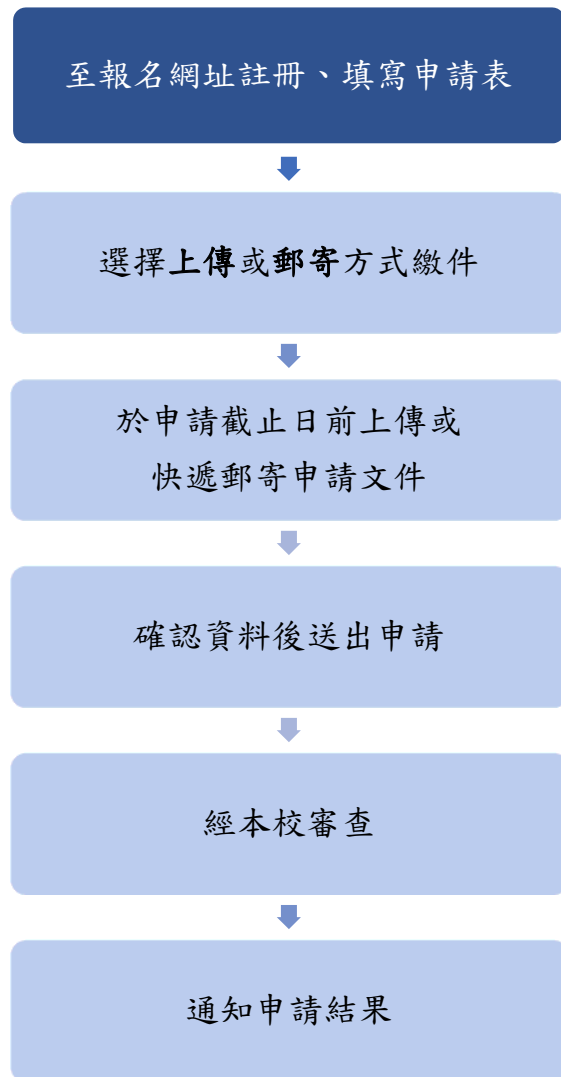 至報名網址註冊、填寫申請表
選擇上傳或郵寄方式繳件
於申請截止日前上傳或
快遞郵寄申請文件
確認資料後送出申請
經本校審查
通知申請結果